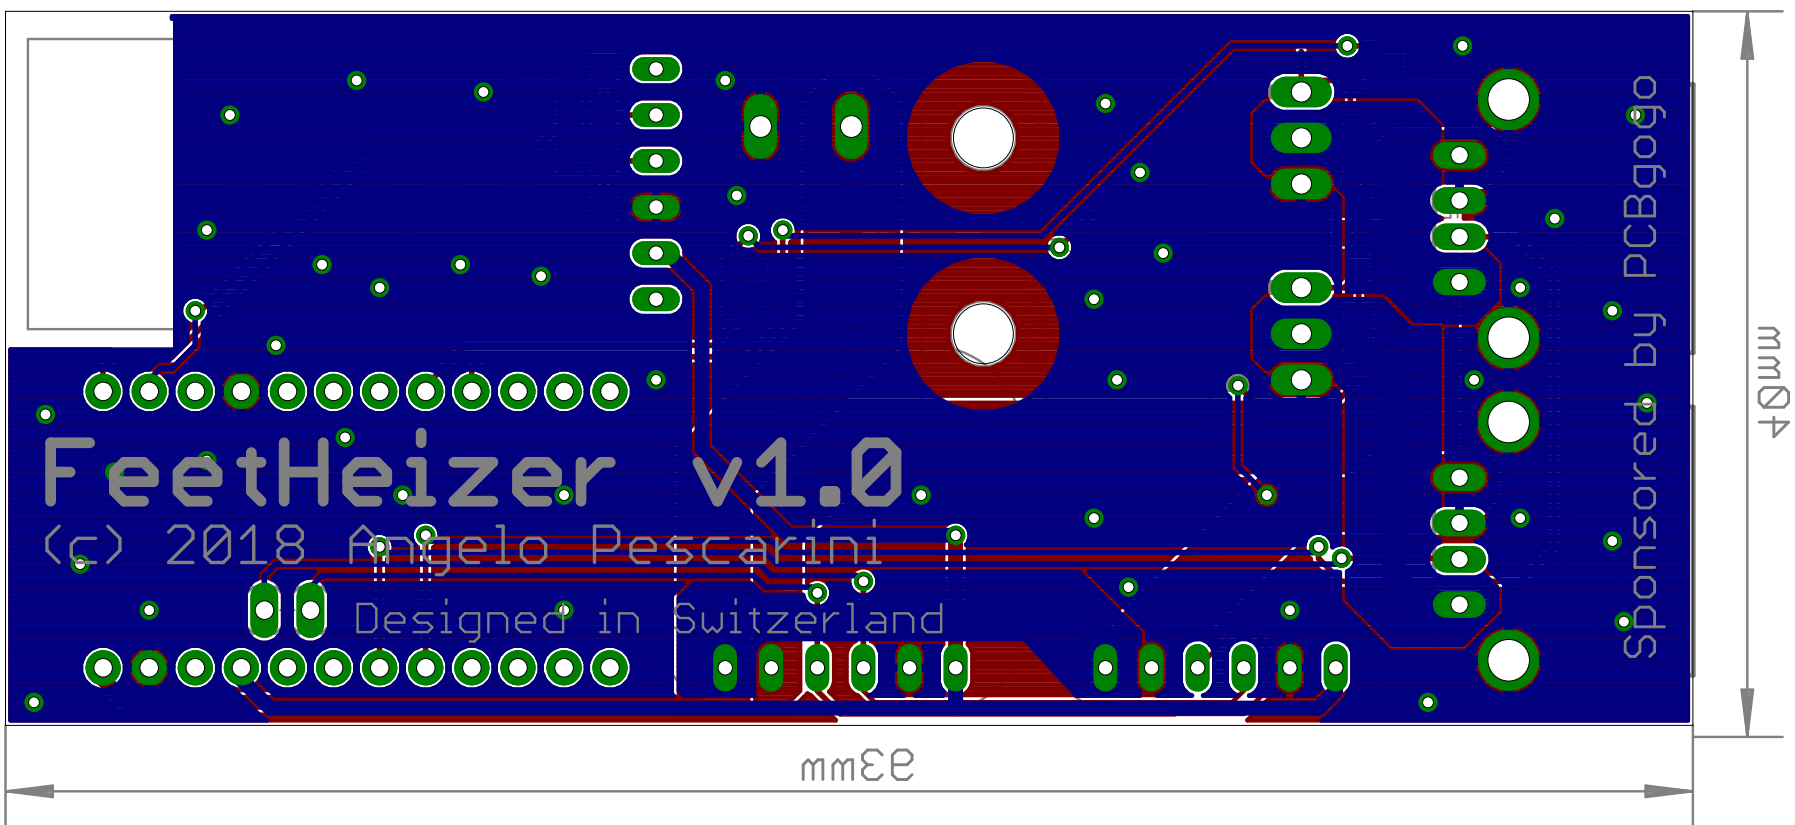 FeetHeizer v1.0
(c) 2018 Angelo Pescarini
Designed in Switzerland
Sponsored by PCBgogo
40mm
93mm